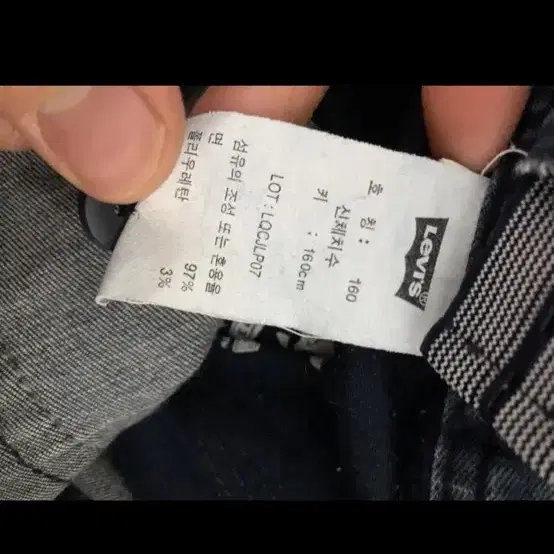 LEVI'S®
호 칭 : 160
신체치수
키 : 160cm
LOT : LQCJLP07
섬유의 조성 또는 혼용율
면 97%
폴리우레탄 3%